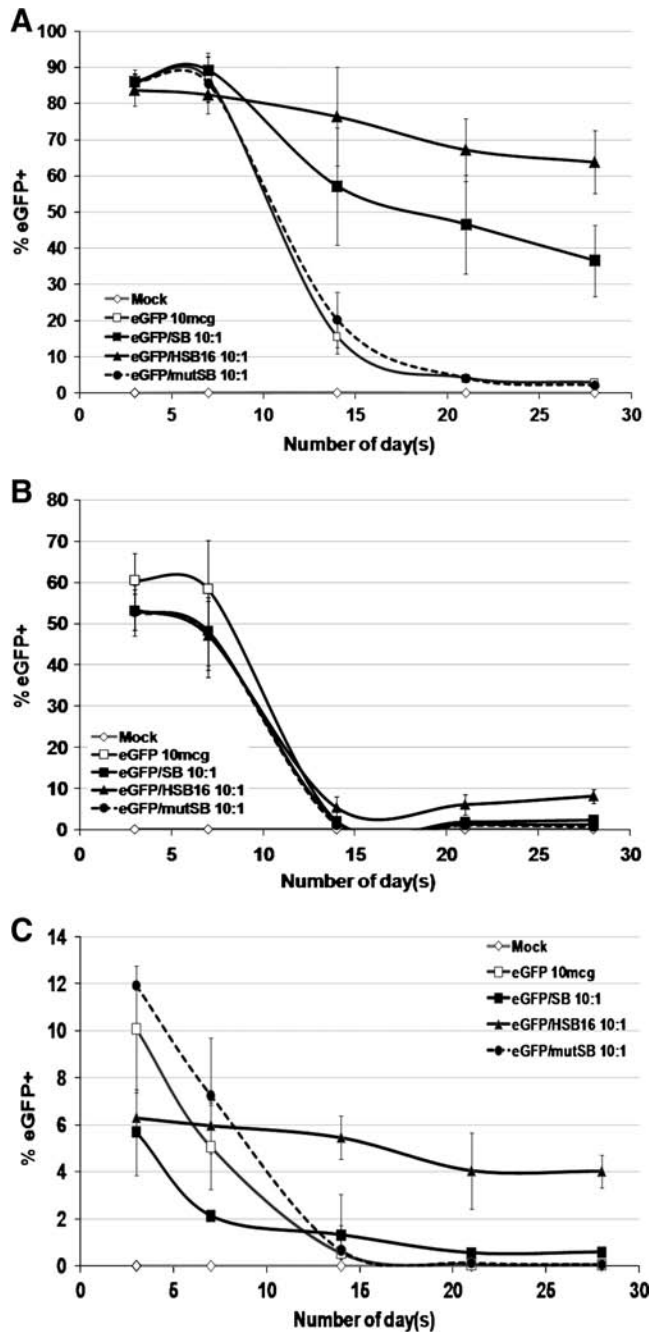 A
% eGFP+
100
90
80
70
60
50
40
30
20
10
0
Mock
eGFP 10mcg
eGFP/SB 10:1
eGFP/HSB16 10:1
eGFP/mutSB 10:1
0 5 10 15 20 25 30
Number of day(s)
B
% eGFP+
80
70
60
50
40
30
20
10
0
Mock
eGFP 10mcg
eGFP/SB 10:1
eGFP/HSB16 10:1
eGFP/mutSB 10:1
0 5 10 15 20 25 30
Number of day(s)
C
% eGFP+
14
12
10
8
6
4
2
0
Mock
eGFP 10mcg
eGFP/SB 10:1
eGFP/HSB16 10:1
eGFP/mutSB 10:1
0 5 10 15 20 25 30
Number of day(s)